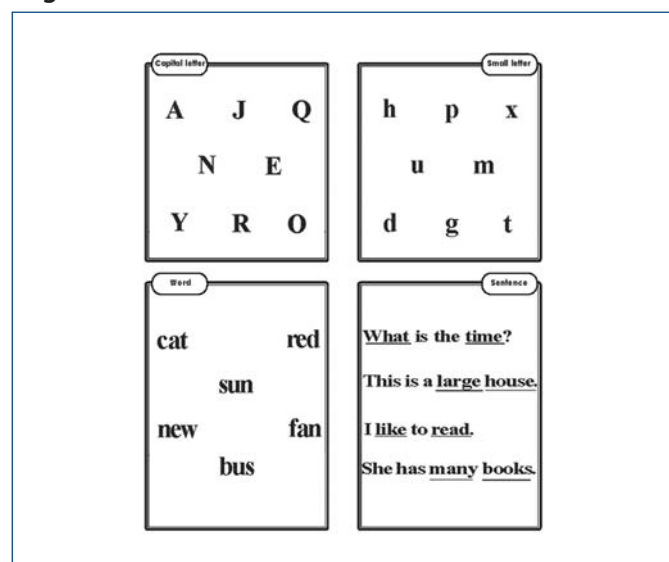 Capital letter
A J Q
N E
Y R O
Small letter
h p x
u m
d g t
Word
cat red
sun
new fan
bus
Sentence
What is the time?
This is a large house.
I like to read.
She has many books.